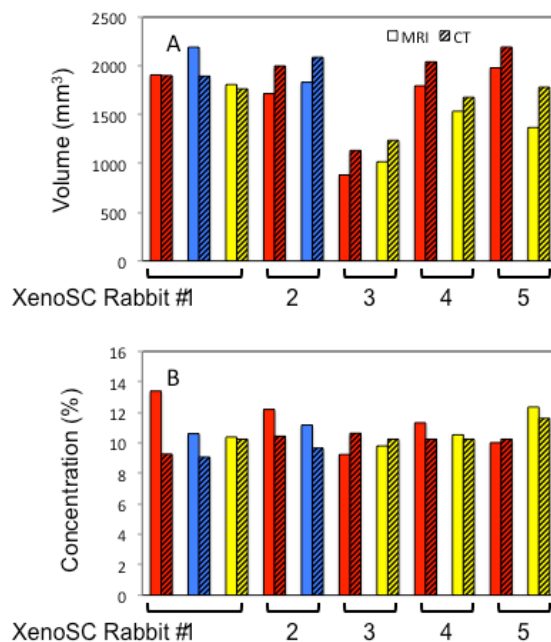 A MRI CT
Volume (mm³)
2500
2000
1500
1000
500
0
XenoSC Rabbit #1 2 3 4 5
B
Concentration (%)
16
14
12
10
8
6
4
2
0
XenoSC Rabbit #1 2 3 4 5